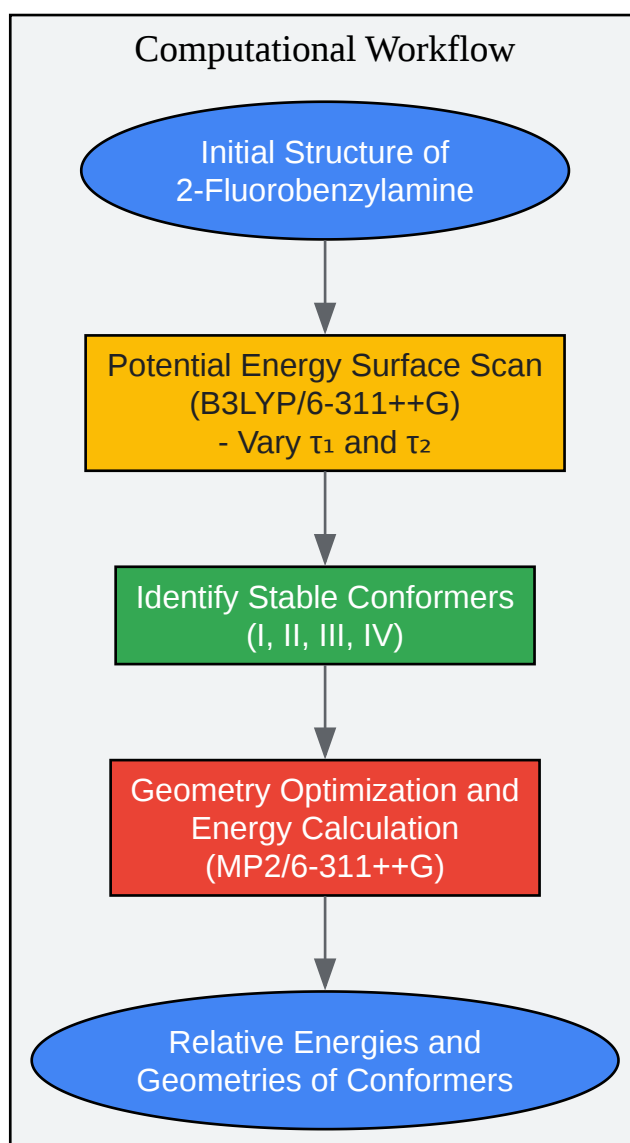 Computational Workflow
Initial Structure of
2-Fluorobenzylamine
Potential Energy Surface Scan
(B3LYP/6-311++G)
- Vary τ₁ and τ₂
Identify Stable Conformers
(I, II, III, IV)
Geometry Optimization and
Energy Calculation
(MP2/6-311++G)
Relative Energies and
Geometries of Conformers